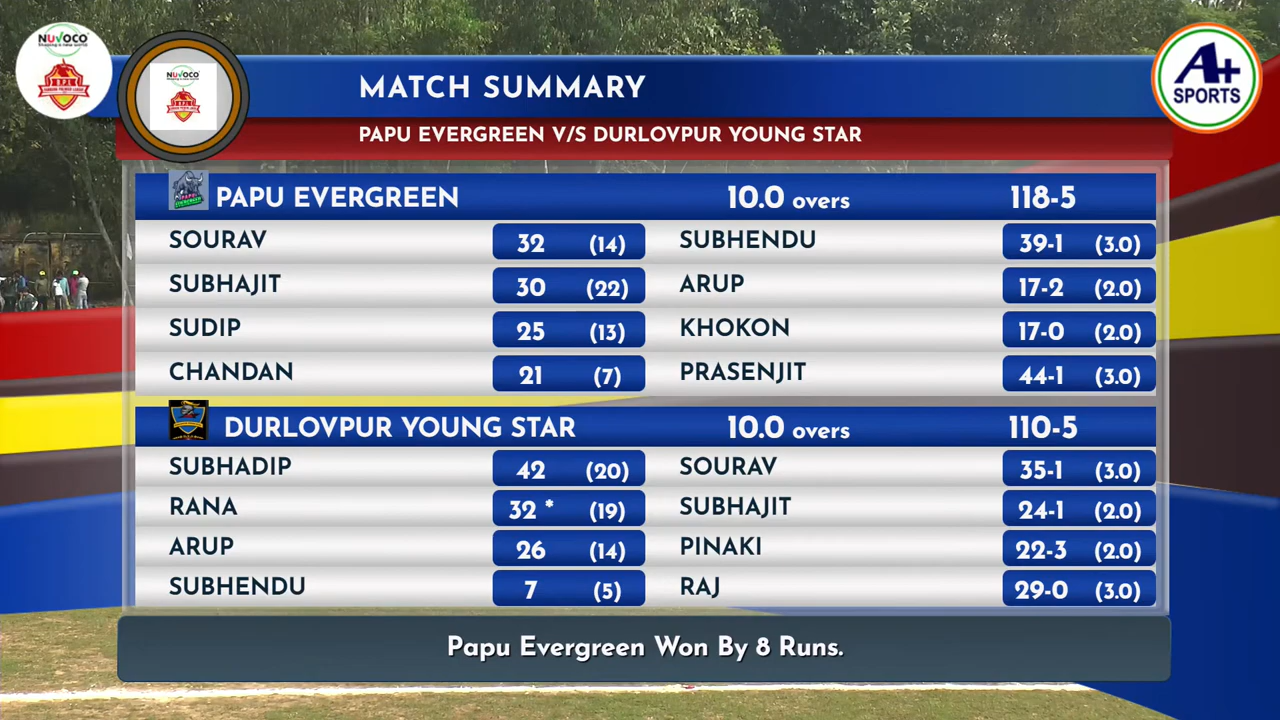 NUVOCO
Shaping a new world
NUVOCO
A+
SPORTS
MATCH SUMMARY
PAPU EVERGREEN V/S DURLOVPUR YOUNG STAR
PAPU EVERGREEN 10.0 overs 118-5
SOURAV 32 (14) SUBHENDU 39-1 (3.0)
SUBHAJIT 30 (22) ARUP 17-2 (2.0)
SUDIP 25 (13) KHOKON 17-0 (2.0)
CHANDAN 21 (7) PRASENJIT 44-1 (3.0)
DURLOVPUR YOUNG STAR 10.0 overs 110-5
SUBHADIP 42 (20) SOURAV 35-1 (3.0)
RANA 32 * (19) SUBHAJIT 24-1 (2.0)
ARUP 26 (14) PINAKI 22-3 (2.0)
SUBHENDU 7 (5) RAJ 29-0 (3.0)
Papu Evergreen Won By 8 Runs.